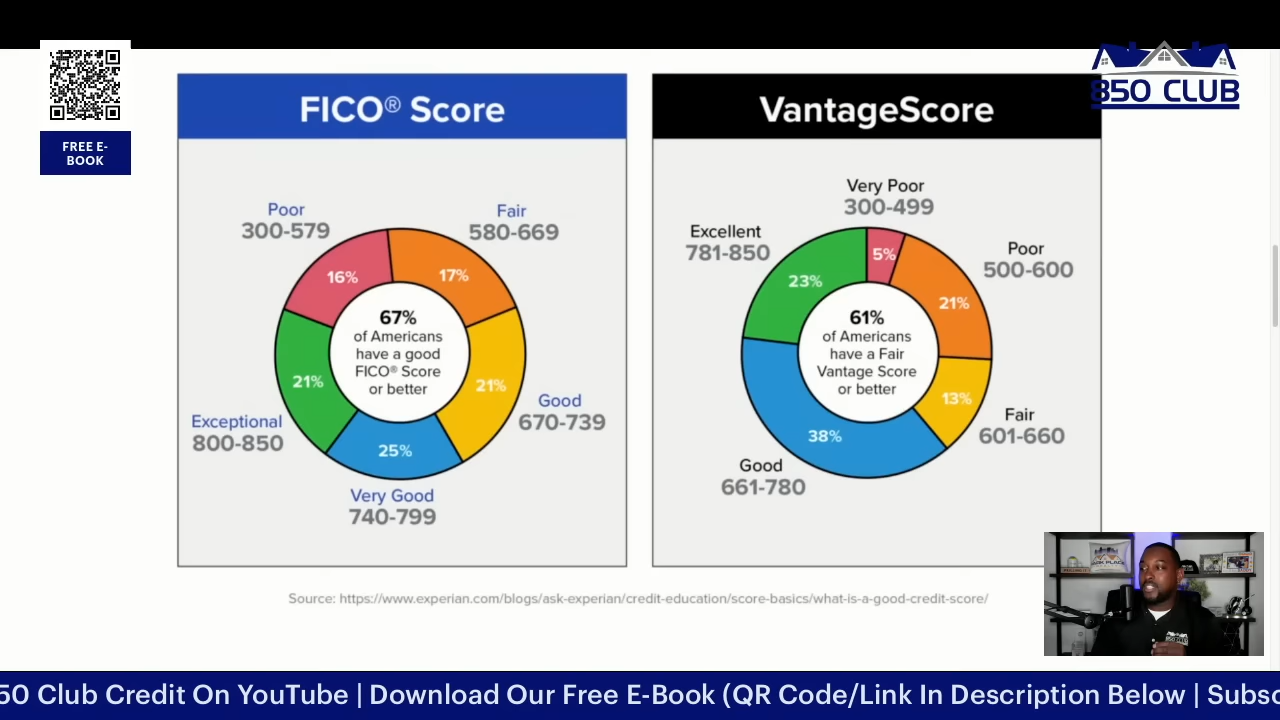 FREE E-
BOOK
850 CLUB
FICO® Score
Poor
300-579
Fair
580-669
16%
17%
67%
of Americans
have a good
FICO® Score
or better
21%
21%
Exceptional
800-850
Good
670-739
25%
Very Good
740-799
VantageScore
Very Poor
300-499
Excellent
781-850
Poor
500-600
5%
23%
21%
61%
of Americans
have a Fair
Vantage Score
or better
13%
Fair
601-660
38%
Good
661-780
Source: https://www.experian.com/blogs/ask-experian/credit-education/score-basics/what-is-a-good-credit-score/
50 Club Credit On YouTube | Download Our Free E-Book (QR Code/Link In Description Below | Subsc